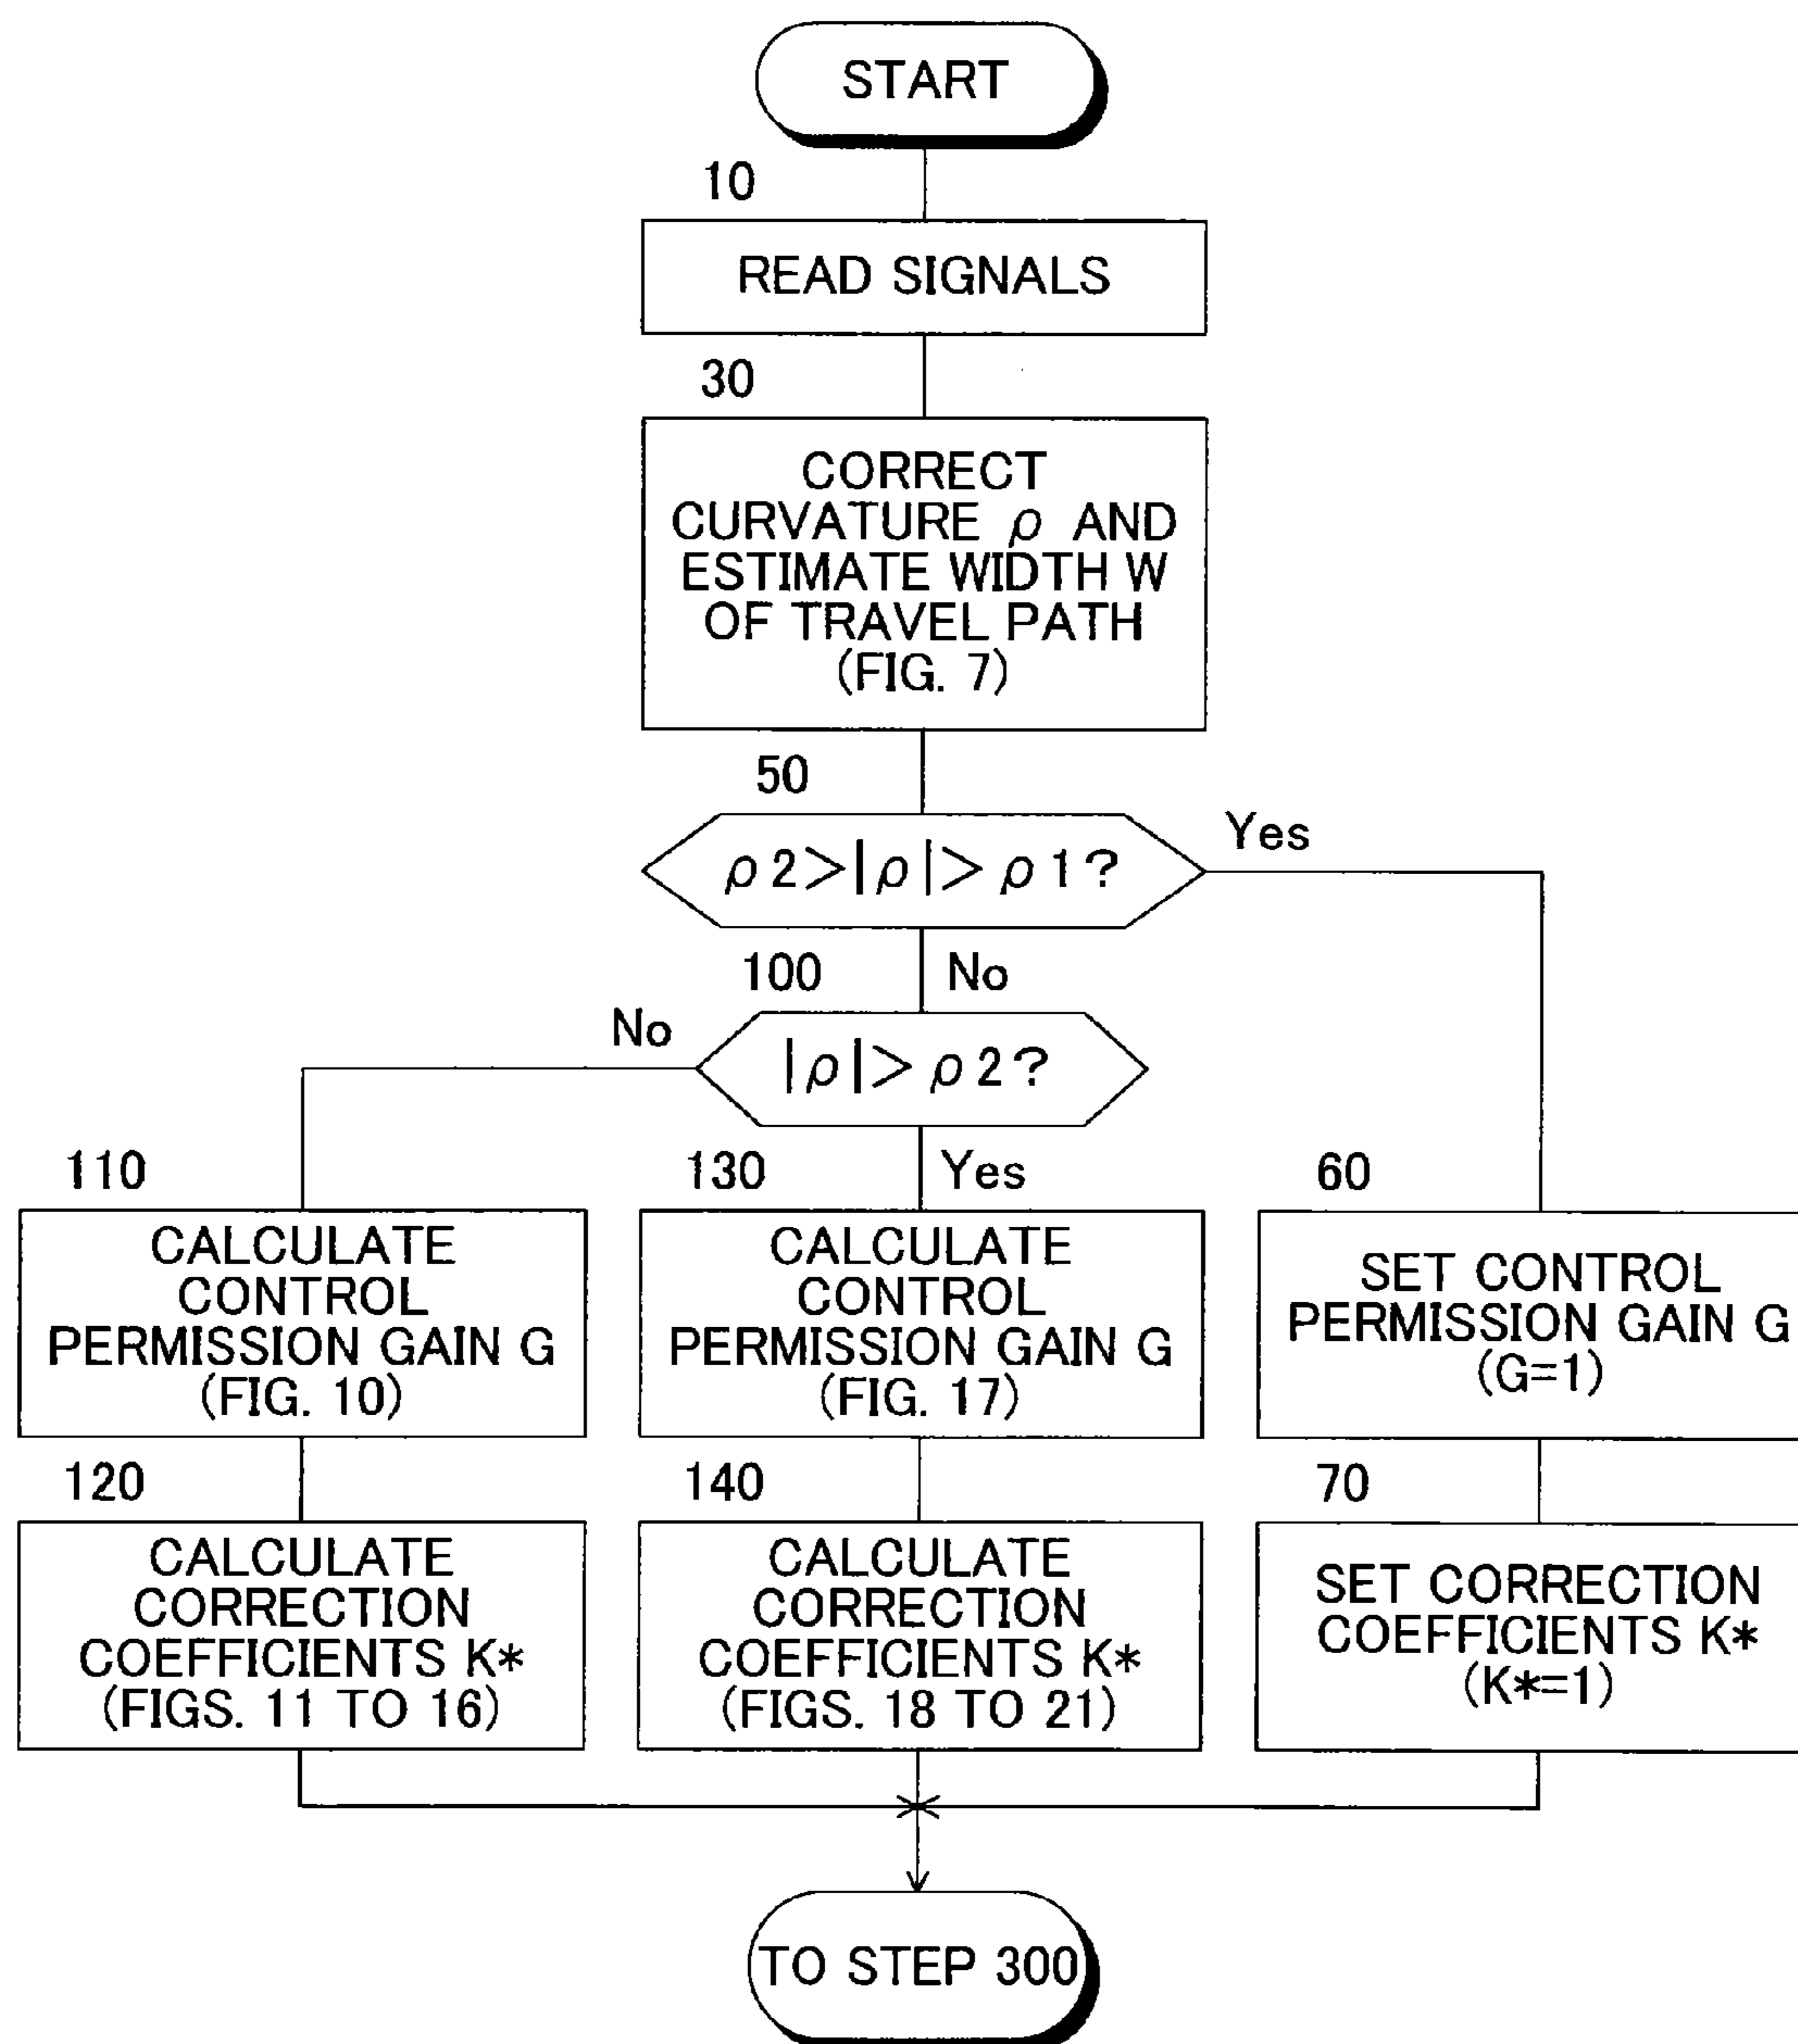 START
10
READ SIGNALS
30
CORRECT
CURVATURE ρ AND
ESTIMATE WIDTH W
OF TRAVEL PATH
(FIG. 7)
50
ρ2>|ρ|>ρ1?
Yes
100
No
No
|ρ|>ρ2?
110
130
Yes
60
CALCULATE
CONTROL
PERMISSION GAIN G
(FIG. 10)
CALCULATE
CONTROL
PERMISSION GAIN G
(FIG. 17)
SET CONTROL
PERMISSION GAIN G
(G=1)
120
140
70
CALCULATE
CORRECTION
COEFFICIENTS K*
(FIGS. 11 TO 16)
CALCULATE
CORRECTION
COEFFICIENTS K*
(FIGS. 18 TO 21)
SET CORRECTION
COEFFICIENTS K*
(K*=1)
TO STEP 300